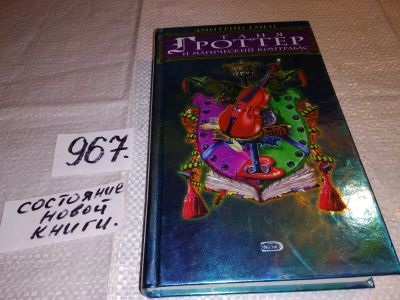 ДМИТРИЙ ЕМЕЦ
ТАНЯ
ГРОТТЕР
И МАГИЧЕСКИЙ КОНТРАБАС
967.
СОСТОЯНИЕ
НОВОЙ
КНИГИ.
ЭКСМО